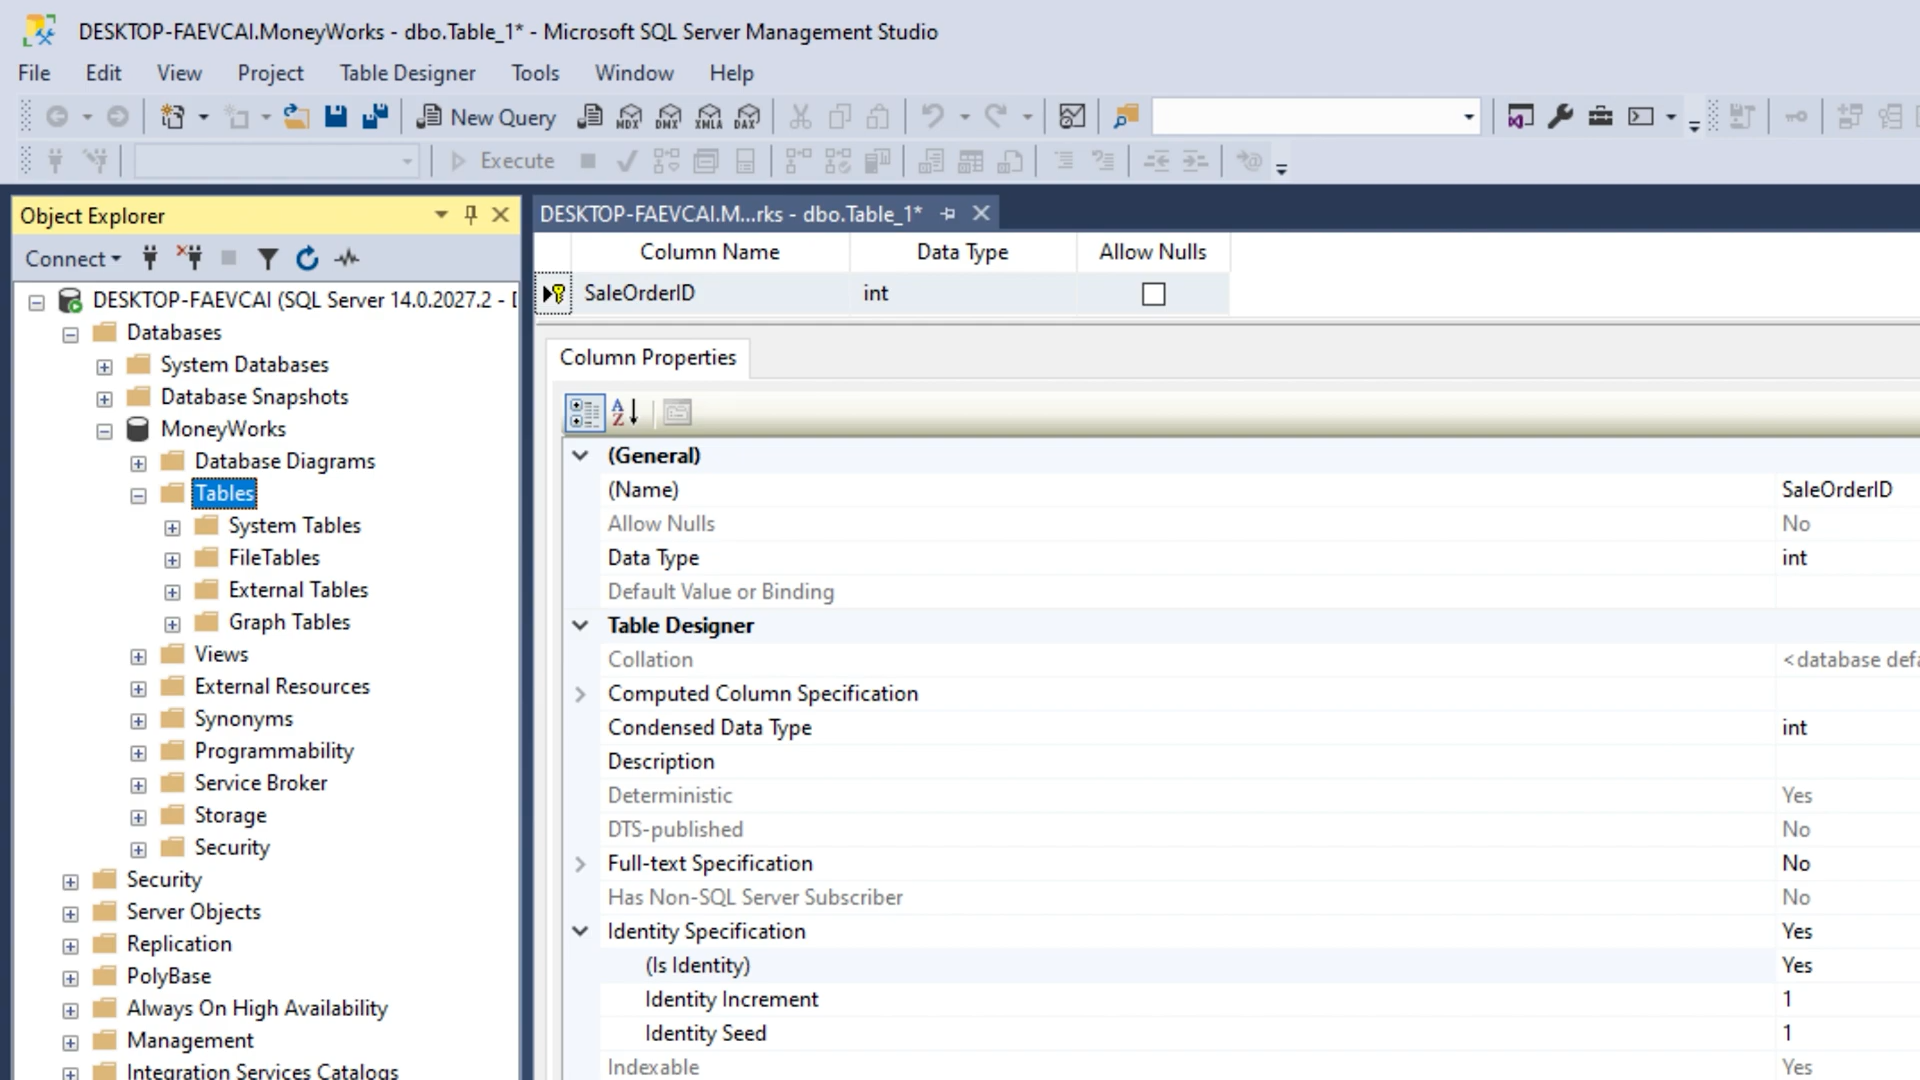 DESKTOP-FAEVCAI.MoneyWorks - dbo.Table_1* - Microsoft SQL Server Management Studio
File Edit View Project Table Designer Tools Window Help
New Query MDX DMX XMLA DAX
Execute
Object Explorer
Connect
DESKTOP-FAEVCAI (SQL Server 14.0.2027.2 -
Databases
System Databases
Database Snapshots
MoneyWorks
Database Diagrams
Tables
System Tables
FileTables
External Tables
Graph Tables
Views
External Resources
Synonyms
Programmability
Service Broker
Storage
Security
Security
Server Objects
Replication
PolyBase
Always On High Availability
Management
Integration Services Catalogs
DESKTOP-FAEVCAI.M...rks - dbo.Table_1*
Column Name Data Type Allow Nulls
SaleOrderID int
Column Properties
(General)
(Name) SaleOrderID
Allow Nulls No
Data Type int
Default Value or Binding
Table Designer
Collation <database defa
Computed Column Specification
Condensed Data Type int
Description
Deterministic Yes
DTS-published No
Full-text Specification No
Has Non-SQL Server Subscriber No
Identity Specification Yes
(Is Identity) Yes
Identity Increment 1
Identity Seed 1
Indexable Yes